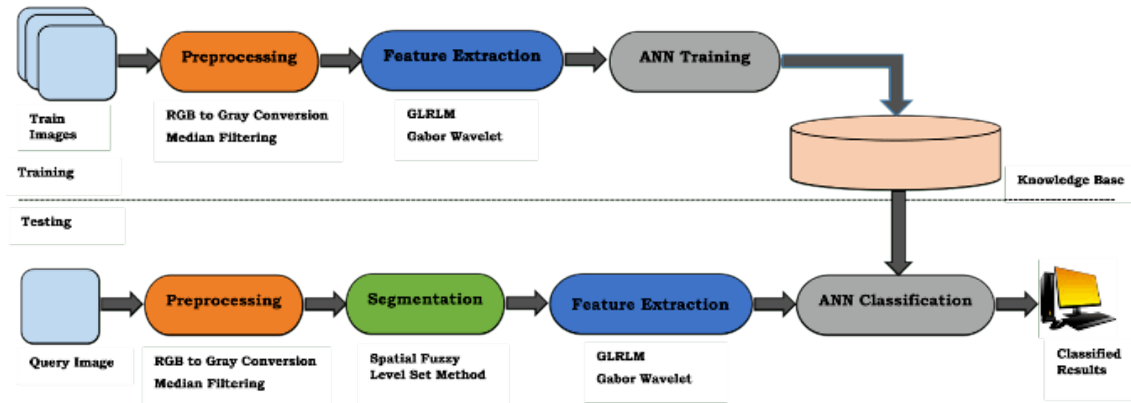 Preprocessing
Feature Extraction
ANN Training
Train
Images
RGB to Gray Conversion
Median Filtering
GLRLM
Gabor Wavelet
Training
Knowledge Base
Testing
Preprocessing
Segmentation
Feature Extraction
ANN Classification
Query Image
RGB to Gray Conversion
Median Filtering
Spatial Fuzzy
Level Set Method
GLRLM
Gabor Wavelet
Classified
Results